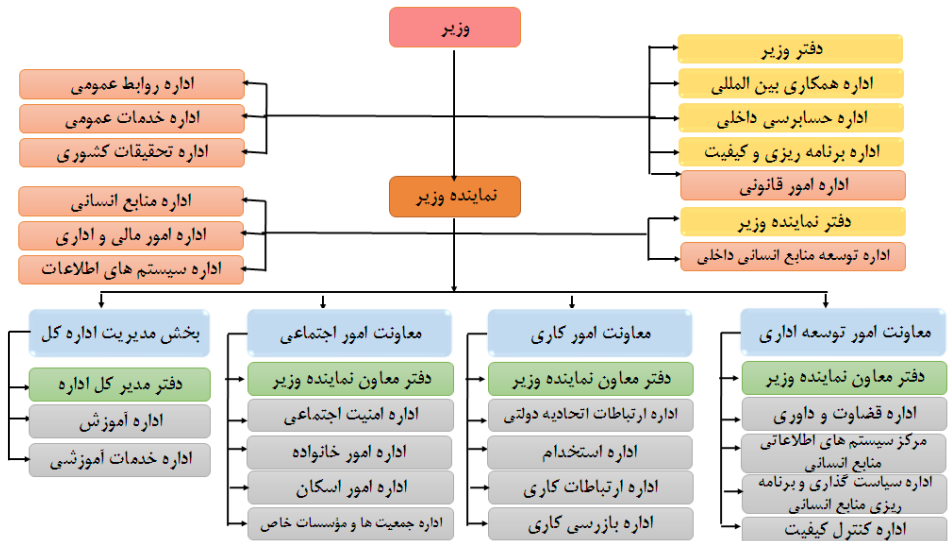 وزیر
دفتر وزیر
اداره همکاری بین المللی
اداره حسابرسی داخلی
اداره برنامه ریزی و کیفیت
اداره امور قانونی
اداره روابط عمومی
اداره خدمات عمومی
اداره تحقیقات کشوری
نماینده وزیر
دفتر نماینده وزیر
اداره توسعه منابع انسانی داخلی
اداره منابع انسانی
اداره امور مالی و اداری
اداره سیستم های اطلاعات
معاونت امور توسعه اداری
دفتر معاون نماینده وزیر
اداره قضاوت و داوری
مرکز سیستم های اطلاعاتی
منابع انسانی
اداره سیاست گذاری و برنامه
ریزی منابع انسانی
اداره کنترل کیفیت
معاونت امور کاری
دفتر معاون نماینده وزیر
اداره ارتباطات اتحادیه دولتی
اداره استخدام
اداره ارتباطات کاری
اداره بازرسی کاری
معاونت امور اجتماعی
دفتر معاون نماینده وزیر
اداره امنیت اجتماعی
اداره امور خانواده
اداره امور اسکان
اداره جمعیت ها و مؤسسات خاص
بخش مدیریت اداره کل
دفتر مدیر کل اداره
اداره آموزش
اداره خدمات آموزشی